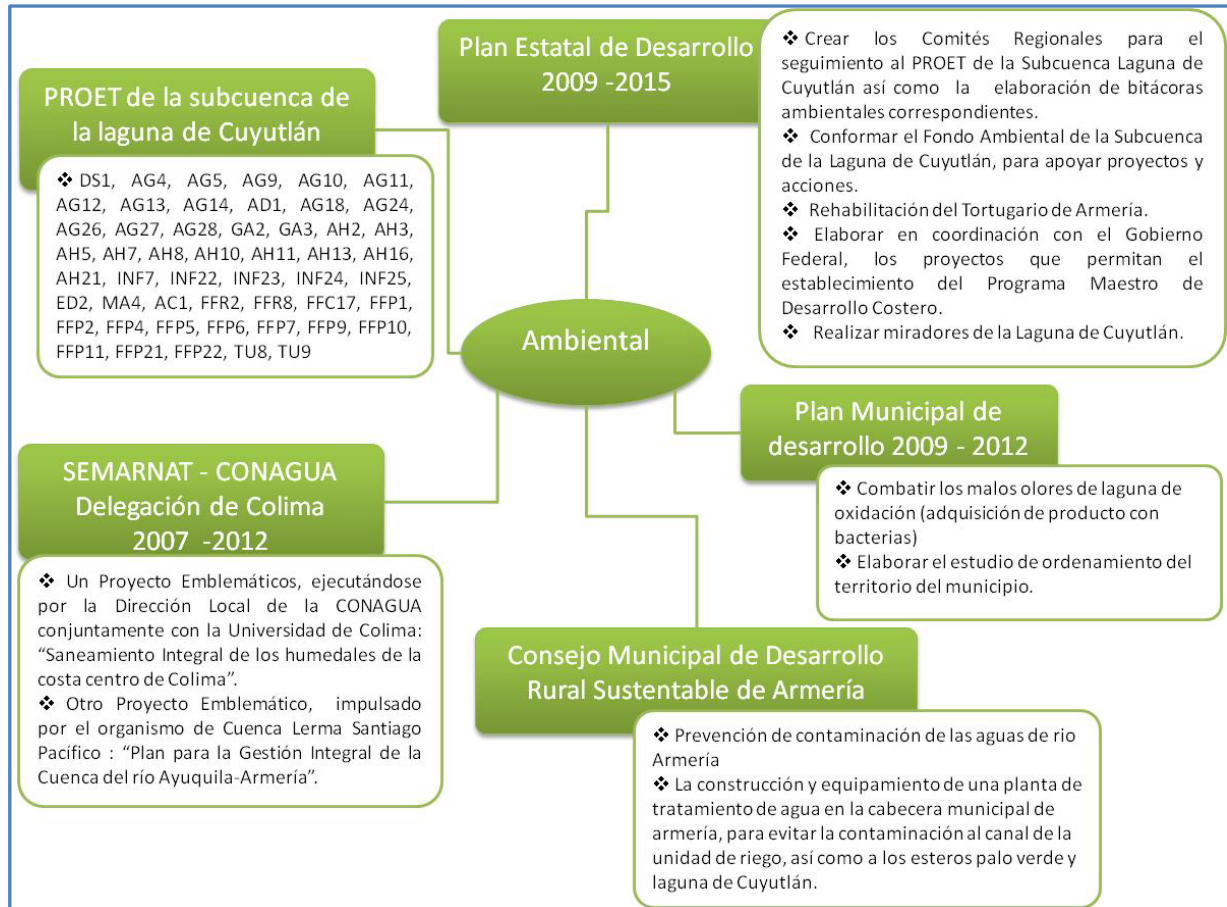 Plan Estatal de Desarrollo
2009 -2015
❖ Crear los Comités Regionales para el
seguimiento al PROET de la Subcuenca Laguna de
Cuyutlán así como la elaboración de bitácoras
ambientales correspondientes.
❖ Conformar el Fondo Ambiental de la Subcuenca
de la Laguna de Cuyutlán, para apoyar proyectos y
acciones.
❖ Rehabilitación del Tortugario de Armería.
❖ Elaborar en coordinación con el Gobierno
Federal, los proyectos que permitan el
establecimiento del Programa Maestro de
Desarrollo Costero.
❖ Realizar miradores de la Laguna de Cuyutlán.
PROET de la subcuenca de
la laguna de Cuyutlán
❖ DS1, AG4, AG5, AG9, AG10, AG11,
AG12, AG13, AG14, AD1, AG18, AG24,
AG26, AG27, AG28, GA2, GA3, AH2, AH3,
AH5, AH7, AH8, AH10, AH11, AH13, AH16,
AH21, INF7, INF22, INF23, INF24, INF25,
ED2, MA4, AC1, FFR2, FFR8, FFC17, FFP1,
FFP2, FFP4, FFP5, FFP6, FFP7, FFP9, FFP10,
FFP11, FFP21, FFP22, TU8, TU9
Ambiental
Plan Municipal de
desarrollo 2009 - 2012
❖ Combatir los malos olores de laguna de
oxidación (adquisición de producto con
bacterias)
❖ Elaborar el estudio de ordenamiento del
territorio del municipio.
SEMARNAT - CONAGUA
Delegación de Colima
2007 -2012
❖ Un Proyecto Emblemáticos, ejecutándose
por la Dirección Local de la CONAGUA
conjuntamente con la Universidad de Colima:
“Saneamiento Integral de los humedales de la
costa centro de Colima”.
❖ Otro Proyecto Emblemático, impulsado
por el organismo de Cuenca Lerma Santiago
Pacífico : “Plan para la Gestión Integral de la
Cuenca del río Ayuquila-Armería”.
Consejo Municipal de Desarrollo
Rural Sustentable de Armería
❖ Prevención de contaminación de las aguas de rio
Armería
❖ La construcción y equipamiento de una planta de
tratamiento de agua en la cabecera municipal de
armería, para evitar la contaminación al canal de la
unidad de riego, así como a los esteros palo verde y
laguna de Cuyutlán.